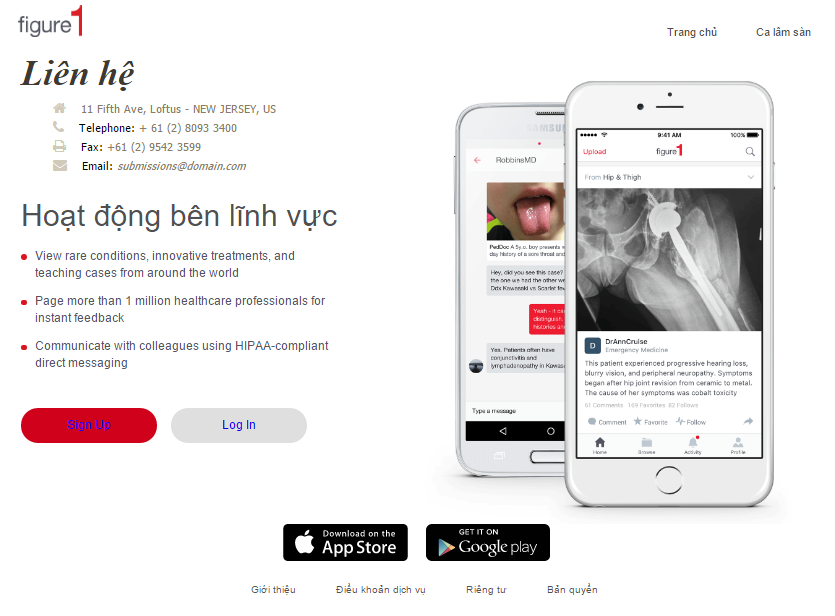 figure1
Trang chủ
Ca lâm sàn
Liên hệ
11 Fifth Ave, Loftus - NEW JERSEY, US
Telephone: + 61 (2) 8093 3400
Fax: +61 (2) 9542 3599
Email: submissions@domain.com
Hoạt động bên lĩnh vực
View rare conditions, innovative treatments, and
teaching cases from around the world
Page more than 1 million healthcare professionals for
instant feedback
Communicate with colleagues using HIPAA-compliant
direct messaging
Sign Up
Log In
SAMSU
RobbinsMD
PedDoc A 5y.o. boy presents w
day history of a sore throat and
Hey, did you see this case?
the one we had the other we
Ddx Kawasaki vs Scarlet fev
Yeah - it ca
distinguish.
histories an
Yes. Patients often have
conjunctivitis and
lymphadenopathy in Kawas
Type a message
9:41 AM
100%
Upload
figure1
From Hip & Thigh
D
DrAnnCruise
Emergency Medicine
This patient experienced progressive hearing loss,
blurry vision, and peripheral neuropathy. Symptoms
began after hip joint revision from ceramic to metal.
The cause of her symptoms was cobalt toxicity
Comments 169 Favorites 82 Follows
Comment
Favorite
Follow
Home
Browse
Activity
Profile
Download on the
App Store
GET IT ON
Google play
Giới thiệu
Điều khoản dịch vụ
Riêng tư
Bản quyền